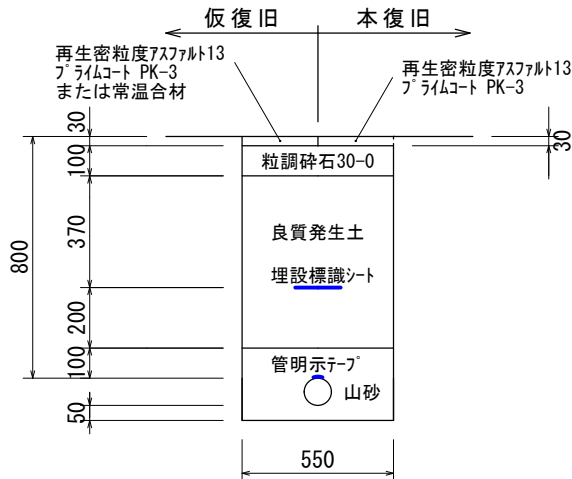 仮復旧
本復旧
再生密粒度アスファルト13
プライムコート PK-3
または常温合材
再生密粒度アスファルト13
プライムコート PK-3
30
30
100
粒調砕石30-0
370
良質発生土
800
埋設標識シート
200
100
管明示テープ
山砂
50
550